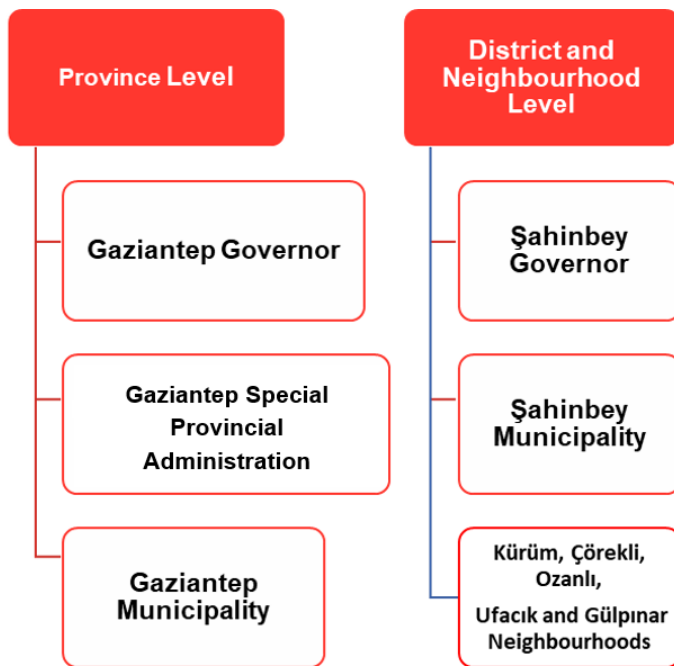 Province Level
Gaziantep Governor
Gaziantep Special
Provincial
Administration
Gaziantep
Municipality
District and
Neighbourhood
Level
Şahinbey
Governor
Şahinbey
Municipality
Kürüm, Çörekli,
Ozanlı,
Ufacık and Gülpınar
Neighbourhoods